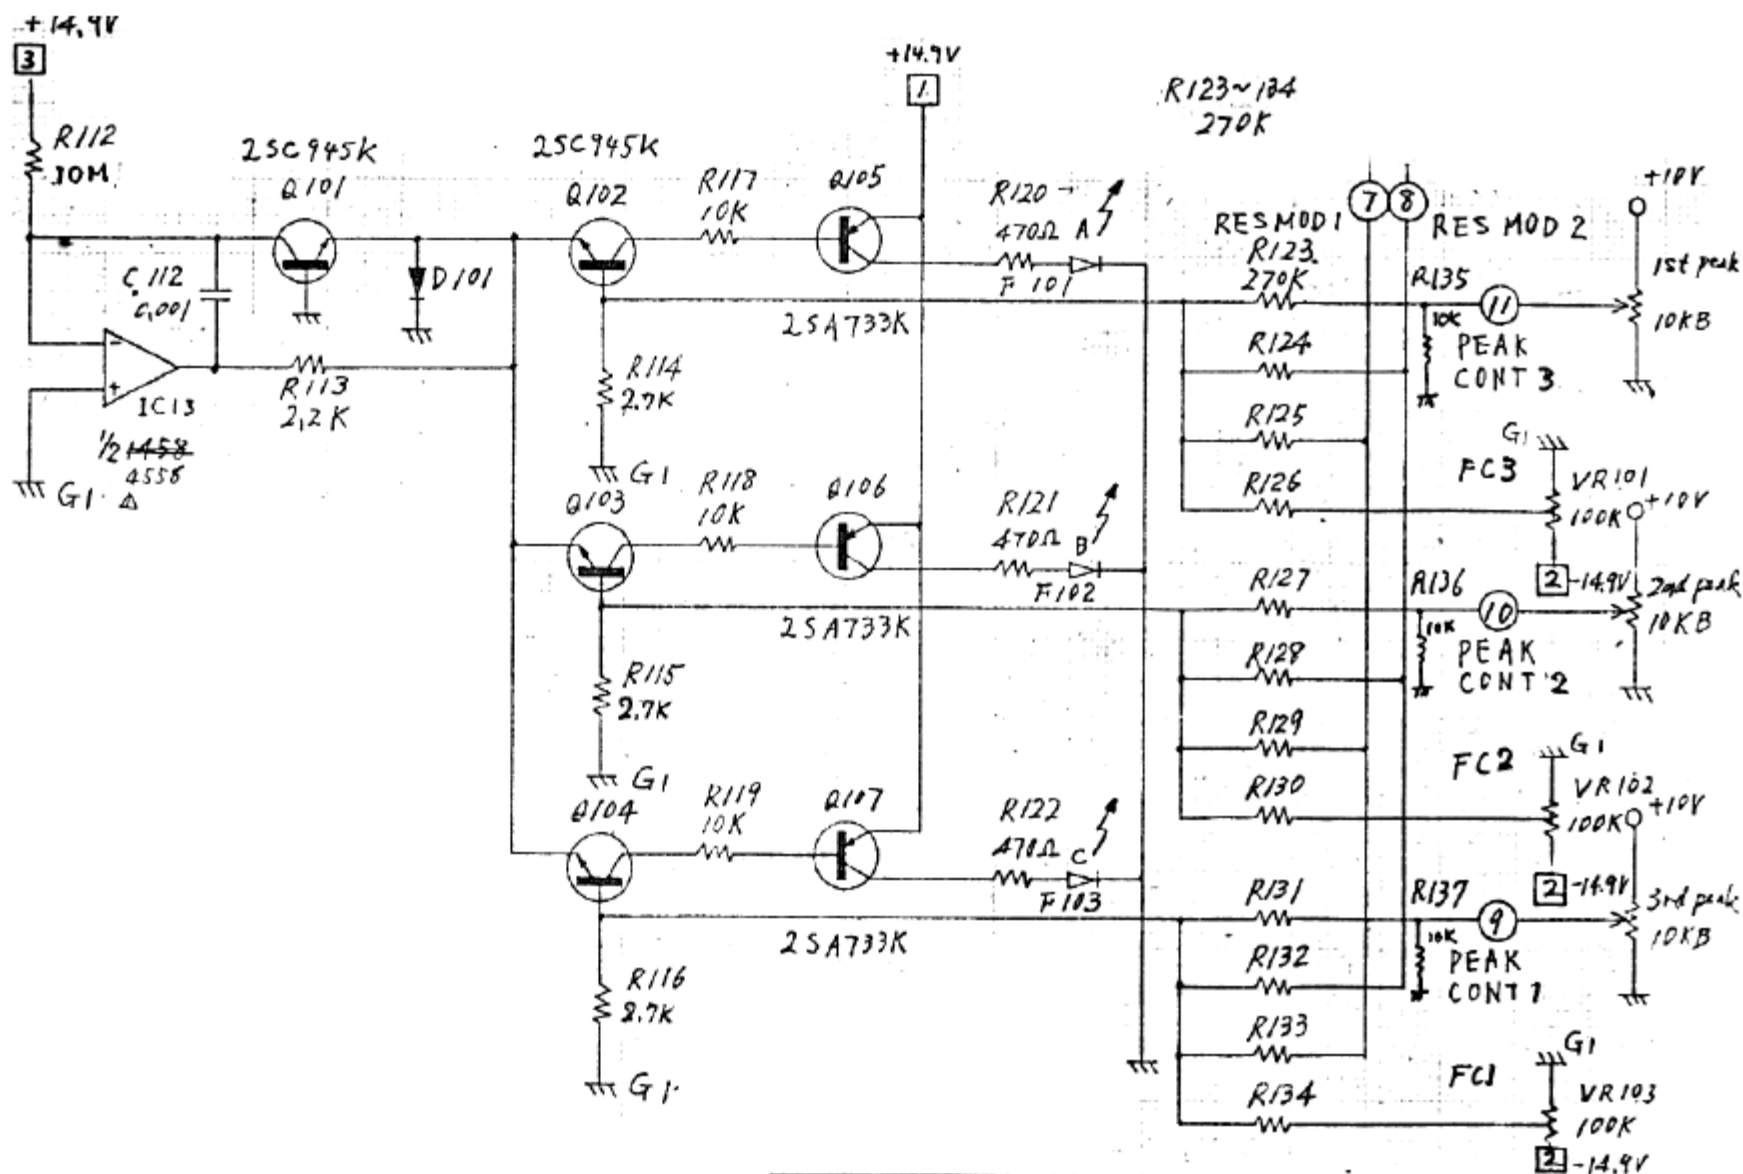 +14.9V
3
R112
10M
2SC945K
Q101
2SC945K
Q102
R117
10K
Q105
+14.9V
1
R123~134
270K
R120
470Ω
A
F101
RES MOD 1
7
8
RES MOD 2
+10V
R123
270K
R135
10K
11
1st peak
10KB
PEAK
CONT 3
C112
0.001
D101
2SA733K
R124
R125
R126
R114
2.7K
G1
-
+
IC13
1/2 1458
4558
R113
2.2K
G1
Q103
R118
10K
Q106
R121
470Ω
B
F102
2SA733K
G1
FC3
VR101
100K
+10V
2
-14.9V
R127
R136
10K
10
2nd peak
10KB
PEAK
CONT 2
R128
R129
R130
R115
2.7K
G1
Q104
R119
10K
Q107
R122
470Ω
C
F103
2SA733K
G1
FC2
VR102
100K
+10V
2
-14.9V
R131
R137
10K
9
3rd peak
10KB
PEAK
CONT 1
R132
R133
R134
R116
2.7K
G1
G1
FC1
VR103
100K
2
-14.9V